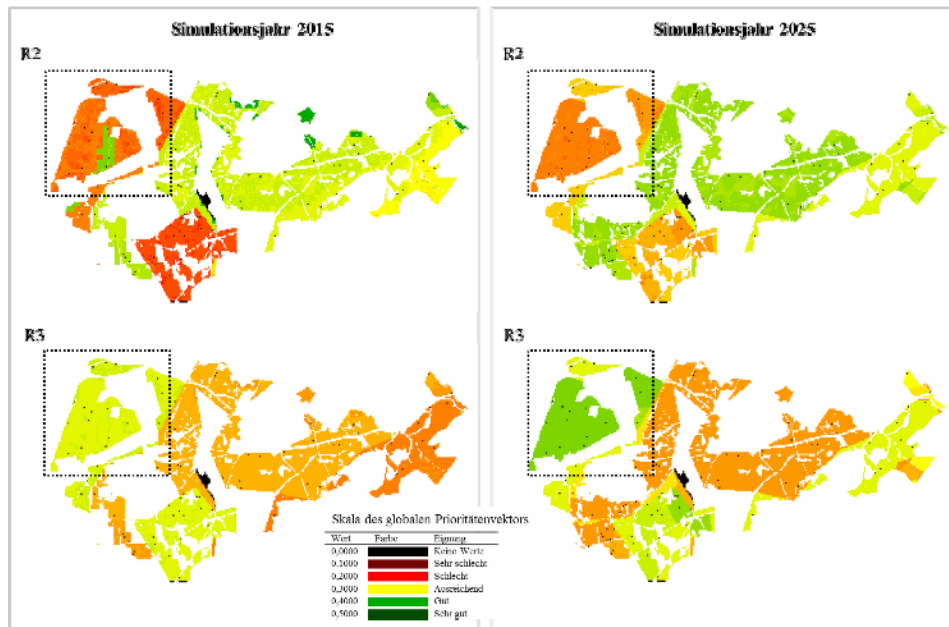 Simulationsjahr 2015
Simulationsjahr 2025
R2
R2
R3
R3
Skala des globalen Prioritätenvektors
Wert Farbe Eignung
0,0000 Keine Werte
0,1000 Sehr schlecht
0,2000 Schlecht
0,3000 Ausreichend
0,4000 Gut
0,5000 Sehr gut